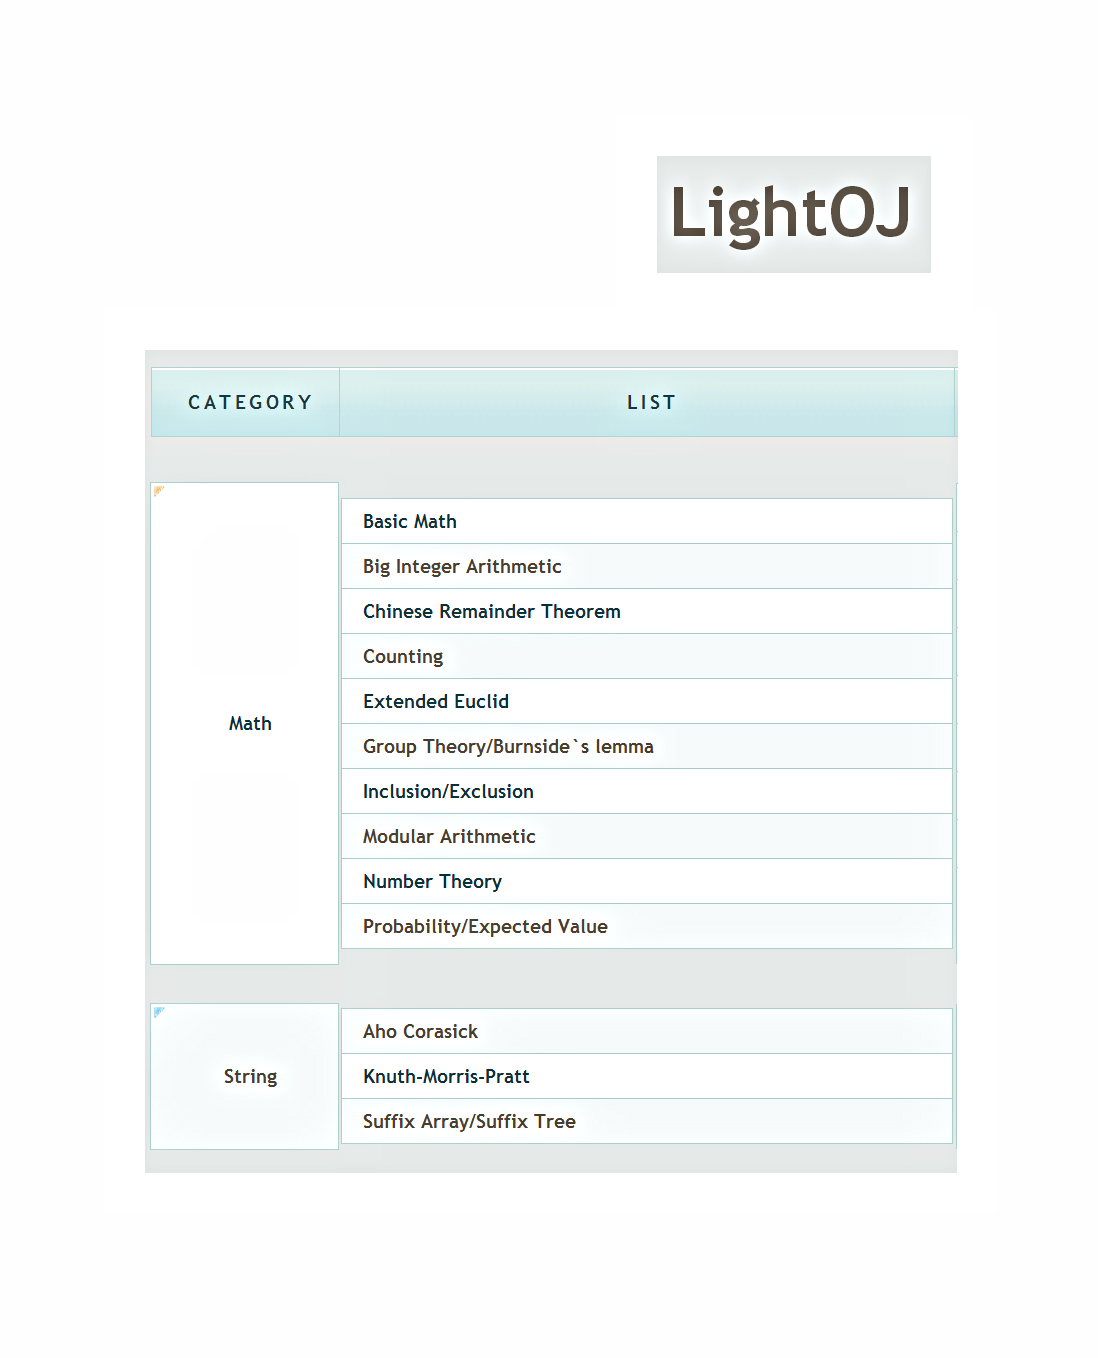 LightOJ
CATEGORY LIST
Math
Basic Math
Big Integer Arithmetic
Chinese Remainder Theorem
Counting
Extended Euclid
Group Theory/Burnside`s lemma
Inclusion/Exclusion
Modular Arithmetic
Number Theory
Probability/Expected Value
String
Aho Corasick
Knuth-Morris-Pratt
Suffix Array/Suffix Tree